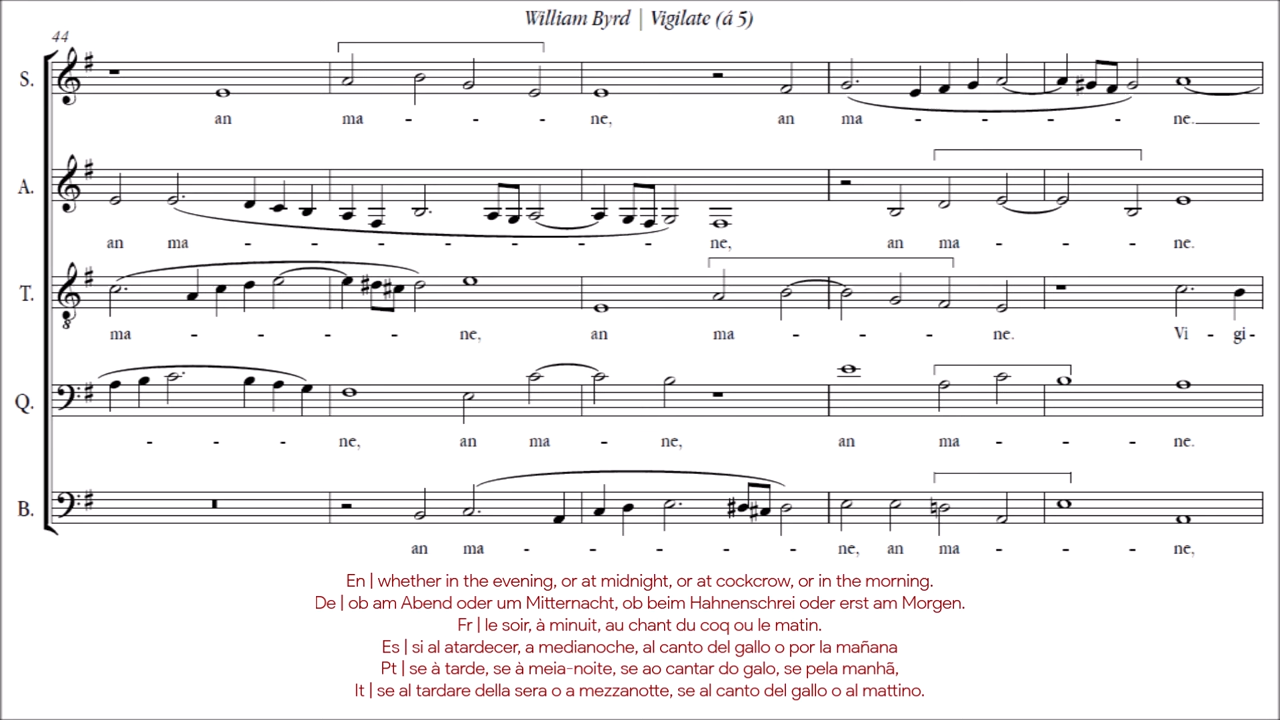 William Byrd | Vigilate (á 5)
44
S.
an ma - - - ne, an ma - - - - ne.
A.
an ma - - - - - - - ne, an ma - - ne.
T.
8
ma - - - - ne, an ma - - - ne. Vi - gi -
Q.
- - - ne, an ma - ne, an ma - - - ne.
B.
an ma - - - - - ne, an ma - - - ne,
En | whether in the evening, or at midnight, or at cockcrow, or in the morning.
De | ob am Abend oder um Mitternacht, ob beim Hahnenschrei oder erst am Morgen.
Fr | le soir, à minuit, au chant du coq ou le matin.
Es | si al atardecer, a medianoche, al canto del gallo o por la mañana
Pt | se à tarde, se à meia-noite, se ao cantar do galo, se pela manhã,
It | se al tardare della sera o a mezzanotte, se al canto del gallo o al mattino.